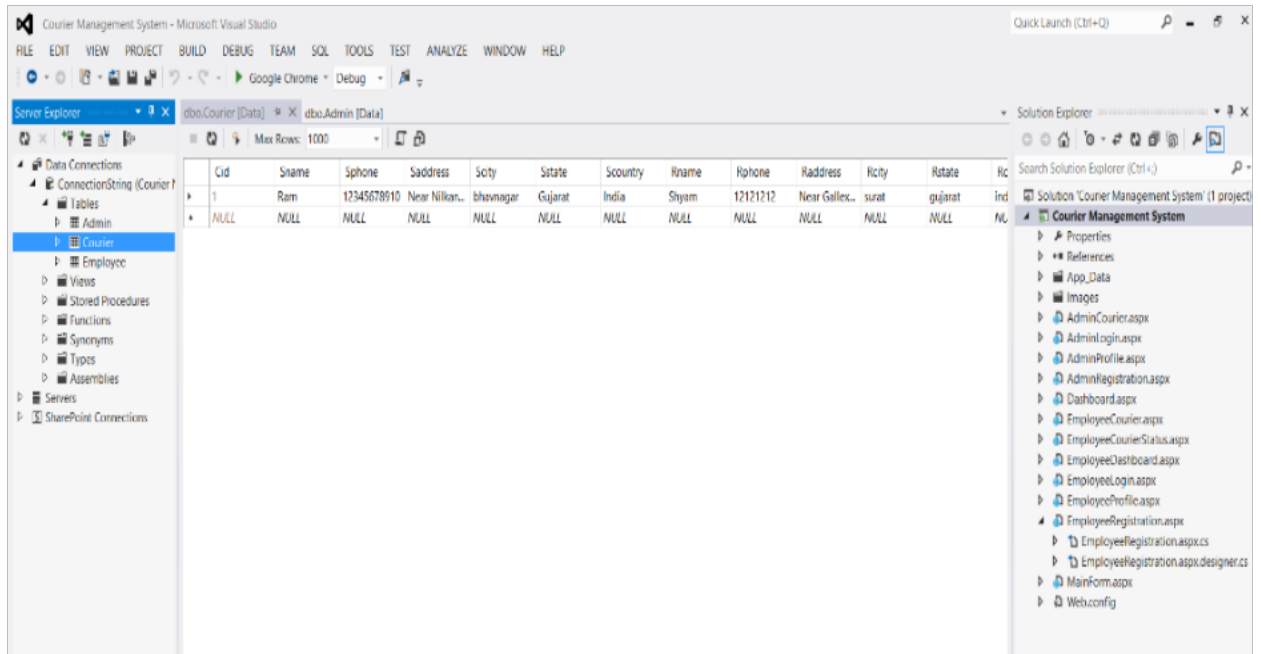 Courier Management System - Microsoft Visual Studio
Quick Launch (Ctrl+Q)
FILE EDIT VIEW PROJECT BUILD DEBUG TEAM SQL TOOLS TEST ANALYZE WINDOW HELP
Google Chrome Debug
Server Explorer
dbo.Courier [Data] dbo.Admin [Data]
Max Rows: 1000
Data Connections
ConnectionString (Courier
Tables
Admin
Courier
Employee
Views
Stored Procedures
Functions
Synonyms
Types
Assemblies
Servers
SharePoint Connections
Cid Sname Sphone Saddress Scity Sstate Scountry Rname Rphone Raddress Rcity Rstate Rc
1 Ram 12345678910 Near Nilkan... bhavnagar Gujarat India Shyam 12121212 Near Gallex... surat gujarat ind
NULL NULL NULL NULL NULL NULL NULL NULL NULL NULL NULL NULL NU
Solution Explorer
Search Solution Explorer (Ctrl+;)
Solution 'Courier Management System' (1 project)
Courier Management System
Properties
References
App_Data
Images
AdminCourier.aspx
AdminLogin.aspx
AdminProfile.aspx
AdminRegistration.aspx
Dashboard.aspx
EmployeeCourier.aspx
EmployeeCourierStatus.aspx
EmployeeDashboard.aspx
EmployeeLogin.aspx
EmployeeProfile.aspx
EmployeeRegistration.aspx
EmployeeRegistration.aspx.cs
EmployeeRegistration.aspx.designer.cs
MainForm.aspx
Web.config